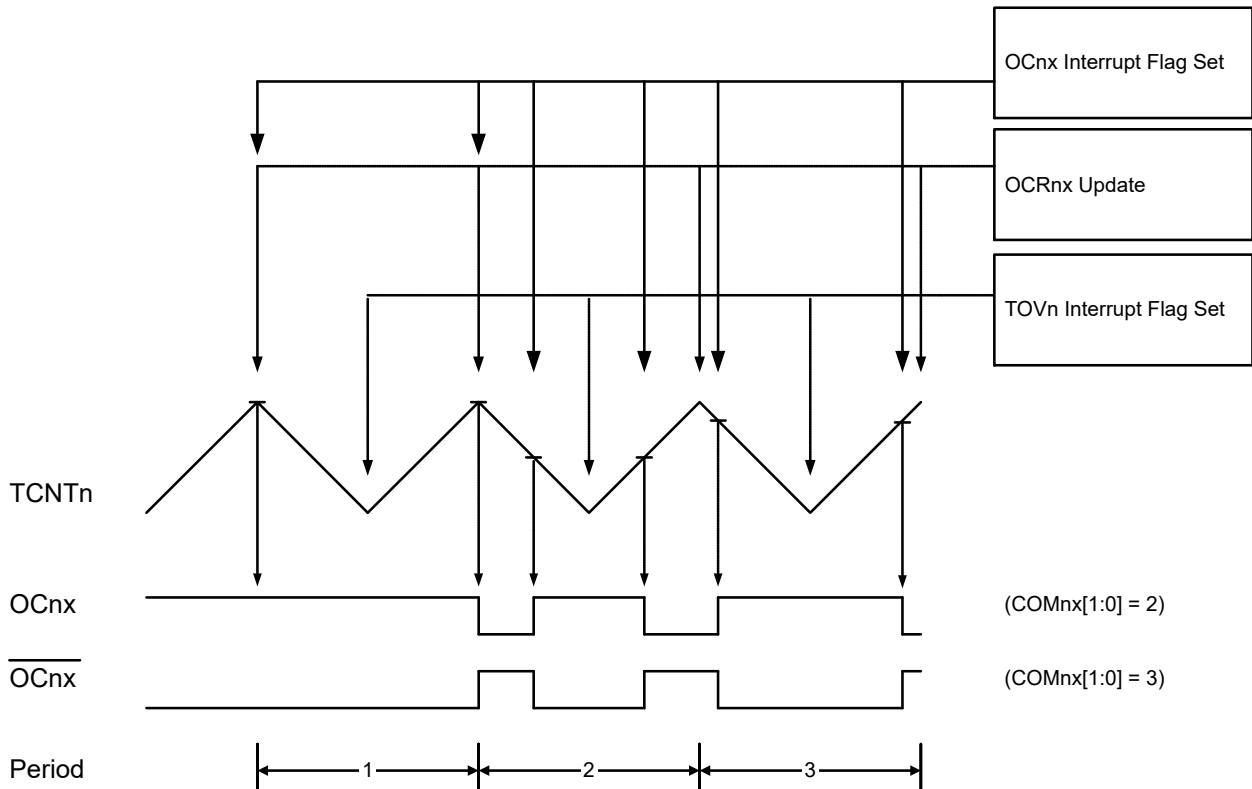 OCnx Interrupt Flag Set
OCRnx Update
TOVn Interrupt Flag Set
TCNTn
OCnx (COMnx[1:0] = 2)
OCnx (COMnx[1:0] = 3)
Period 1 2 3